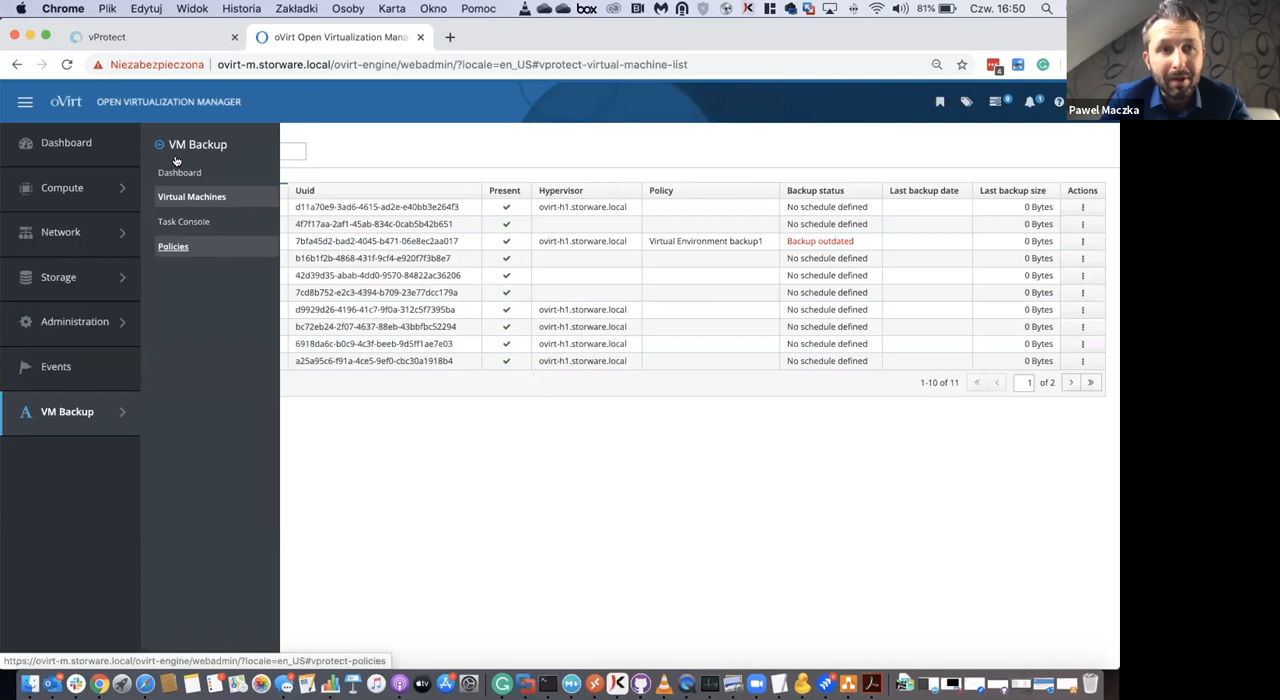 Chrome Plik Edytuj Widok Historia Zakładki Osoby Karta Okno Pomoc box 81% Czw. 16:50
vProtect oVirt Open Virtualization Mana
Niezabezpieczona ovirt-m.storware.local/ovirt-engine/webadmin/?locale=en_US#vprotect-virtual-machine-list 4
oVirt OPEN VIRTUALIZATION MANAGER 0 1
Pawel Maczka
Dashboard
Compute
Network
Storage
Administration
Events
VM Backup
VM Backup
Dashboard
Virtual Machines
Task Console
Policies
Uuid Present Hypervisor Policy Backup status Last backup date Last backup size Actions
d11a70e9-3ad6-4615-ad2e-e40bb3e264f3 ovirt-h1.storware.local No schedule defined 0 Bytes
4f7f17aa-2af1-45ab-834c-0cab5b42b651 No schedule defined 0 Bytes
7bfa45d2-bad2-4045-b471-06e8ec2aa017 ovirt-h1.storware.local Virtual Environment backup1 Backup outdated 0 Bytes
b16b1f2b-4868-431f-9cf4-e920f7f3b8e7 No schedule defined 0 Bytes
42d39d35-abab-4dd0-9570-84822ac36206 No schedule defined 0 Bytes
7cd8b752-e2c3-4394-b709-23e77dcc179a No schedule defined 0 Bytes
d9929d26-4196-41c7-9f0a-312c5f7395ba ovirt-h1.storware.local No schedule defined 0 Bytes
bc72eb24-2f07-4637-88eb-43bbfbc52294 ovirt-h1.storware.local No schedule defined 0 Bytes
6918da6c-b0c9-4c3f-beeb-9d5ff1ae7e03 ovirt-h1.storware.local No schedule defined 0 Bytes
a25a95c6-f91a-4ce5-9ef0-cbc30a1918b4 ovirt-h1.storware.local No schedule defined 0 Bytes
1-10 of 11 1 of 2
https://ovirt-m.storware.local/ovirt-engine/webadmin/?locale=en_US#vprotect-policies